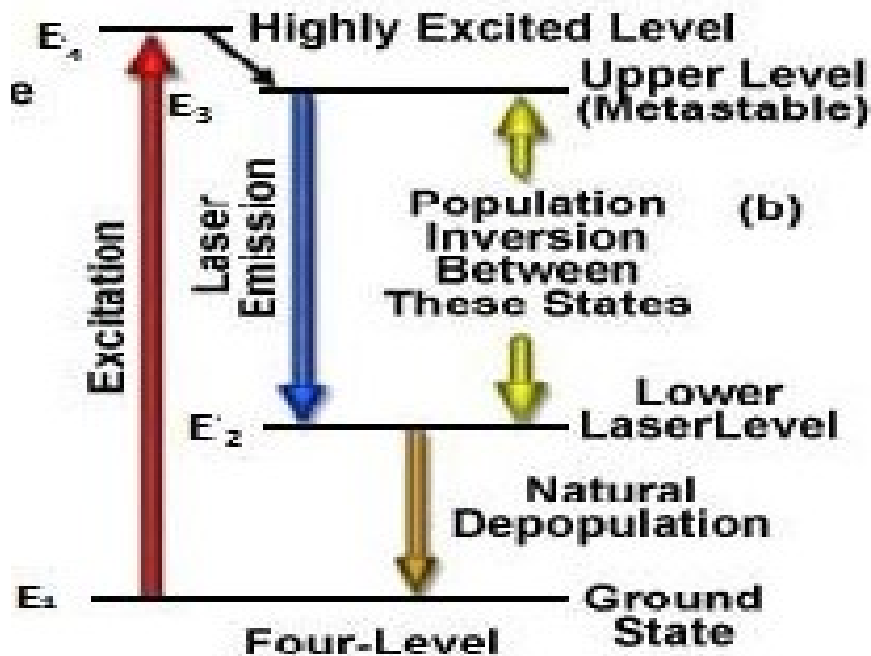 E4
Highly Excited Level
e
E3
Upper Level
(Metastable)
Excitation
Laser
Emission
Population
Inversion
Between
These States
(b)
E2
Lower
LaserLevel
Natural
Depopulation
E1
Ground
State
Four-Level